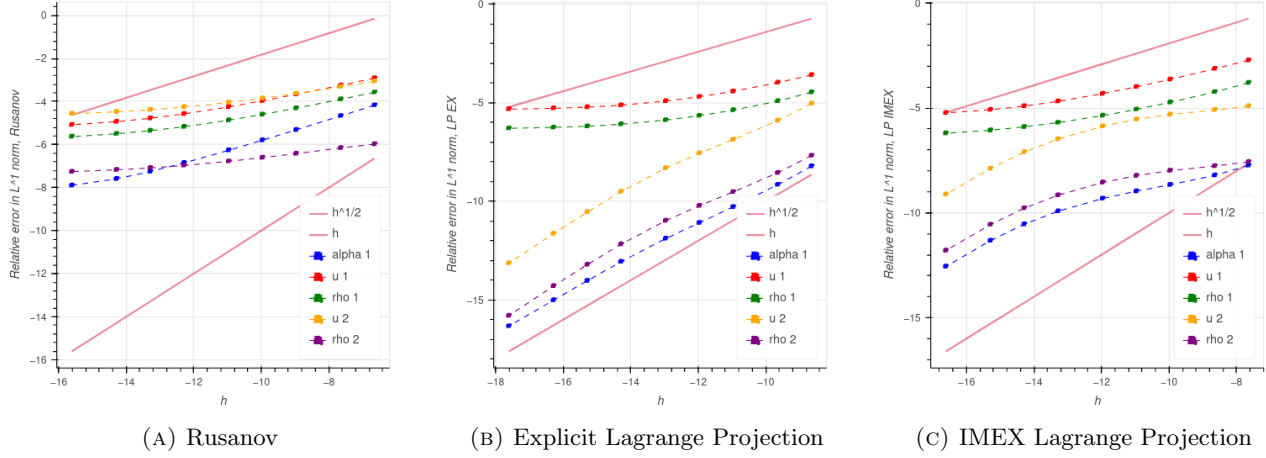 Relative error in L^1 norm, Rusanov
0
−2
−4
−6
−8
−10
−12
−14
−16
−16
−14
−12
−10
−8
h
h^1/2
h
alpha 1
u 1
rho 1
u 2
rho 2
(A) Rusanov
Relative error in L^1 norm, LP EX
0
−5
−10
−15
−18
−16
−14
−12
−10
h
h^1/2
h
alpha 1
u 1
rho 1
u 2
rho 2
(B) Explicit Lagrange Projection
Relative error in L^1 norm, LP IMEX
0
−5
−10
−15
−16
−14
−12
−10
−8
h
h^1/2
h
alpha 1
u 1
rho 1
u 2
rho 2
(C) IMEX Lagrange Projection